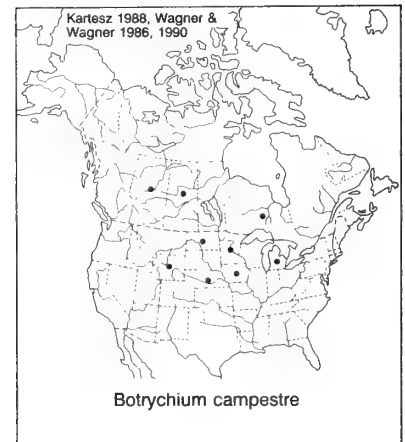 Kartesz 1988, Wagner &
Wagner 1986, 1990
Botrychium campestre